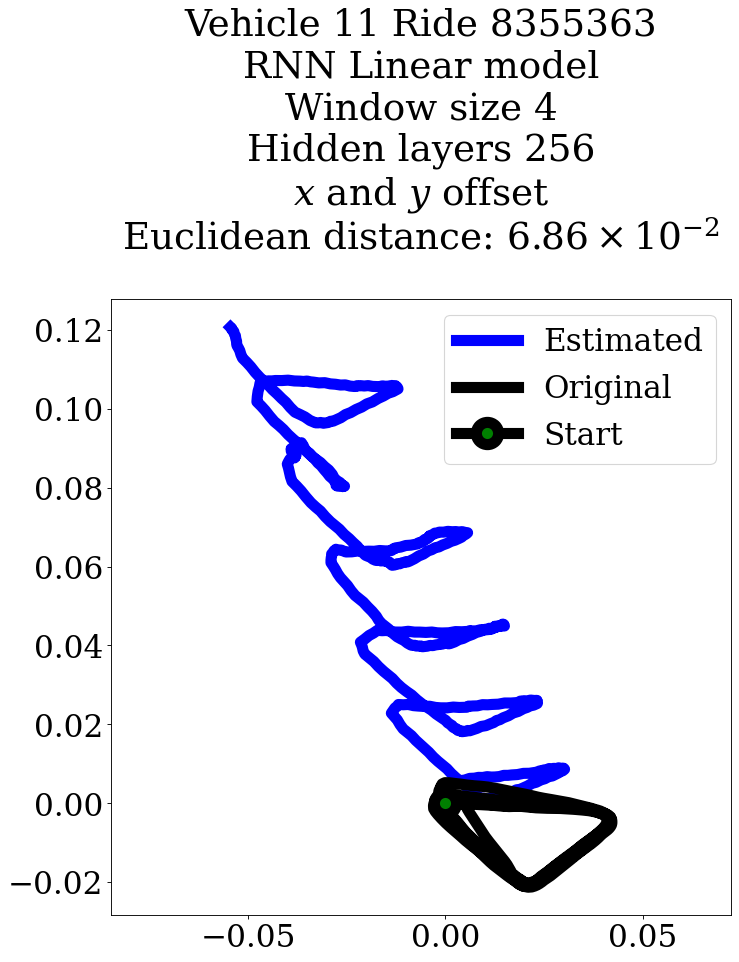 Vehicle 11 Ride 8355363
RNN Linear model
Window size 4
Hidden layers 256
x and y offset
Euclidean distance: 6.86 × 10⁻²
Estimated
Original
Start
0.12
0.10
0.08
0.06
0.04
0.02
0.00
−0.02
−0.05 0.00 0.05